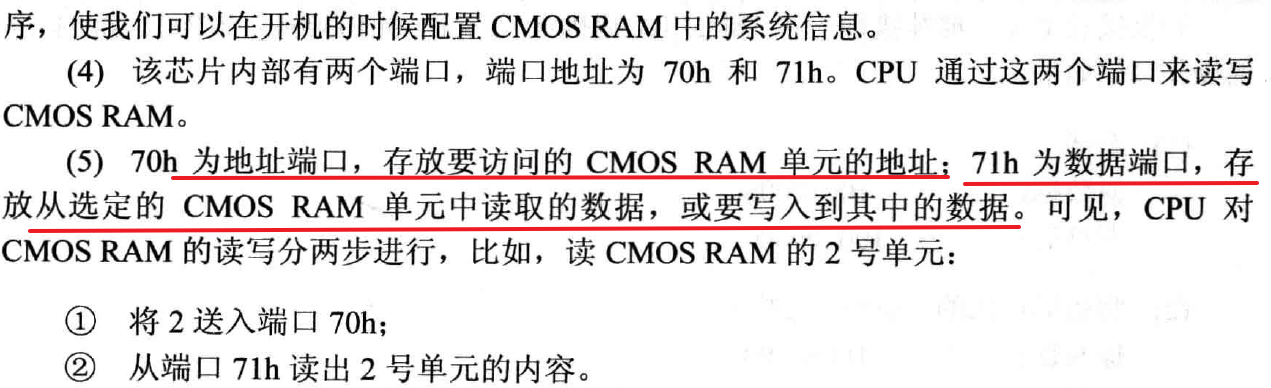 序，使我们可以在开机的时候配置 CMOS RAM 中的系统信息。
(4) 该芯片内部有两个端口，端口地址为 70h 和 71h。CPU 通过这两个端口来读写
CMOS RAM。
(5) 70h 为地址端口，存放要访问的 CMOS RAM 单元的地址；71h 为数据端口，存
放从选定的 CMOS RAM 单元中读取的数据，或要写入到其中的数据。可见，CPU 对
CMOS RAM 的读写分两步进行，比如，读 CMOS RAM 的 2 号单元：
① 将 2 送入端口 70h；
② 从端口 71h 读出 2 号单元的内容。